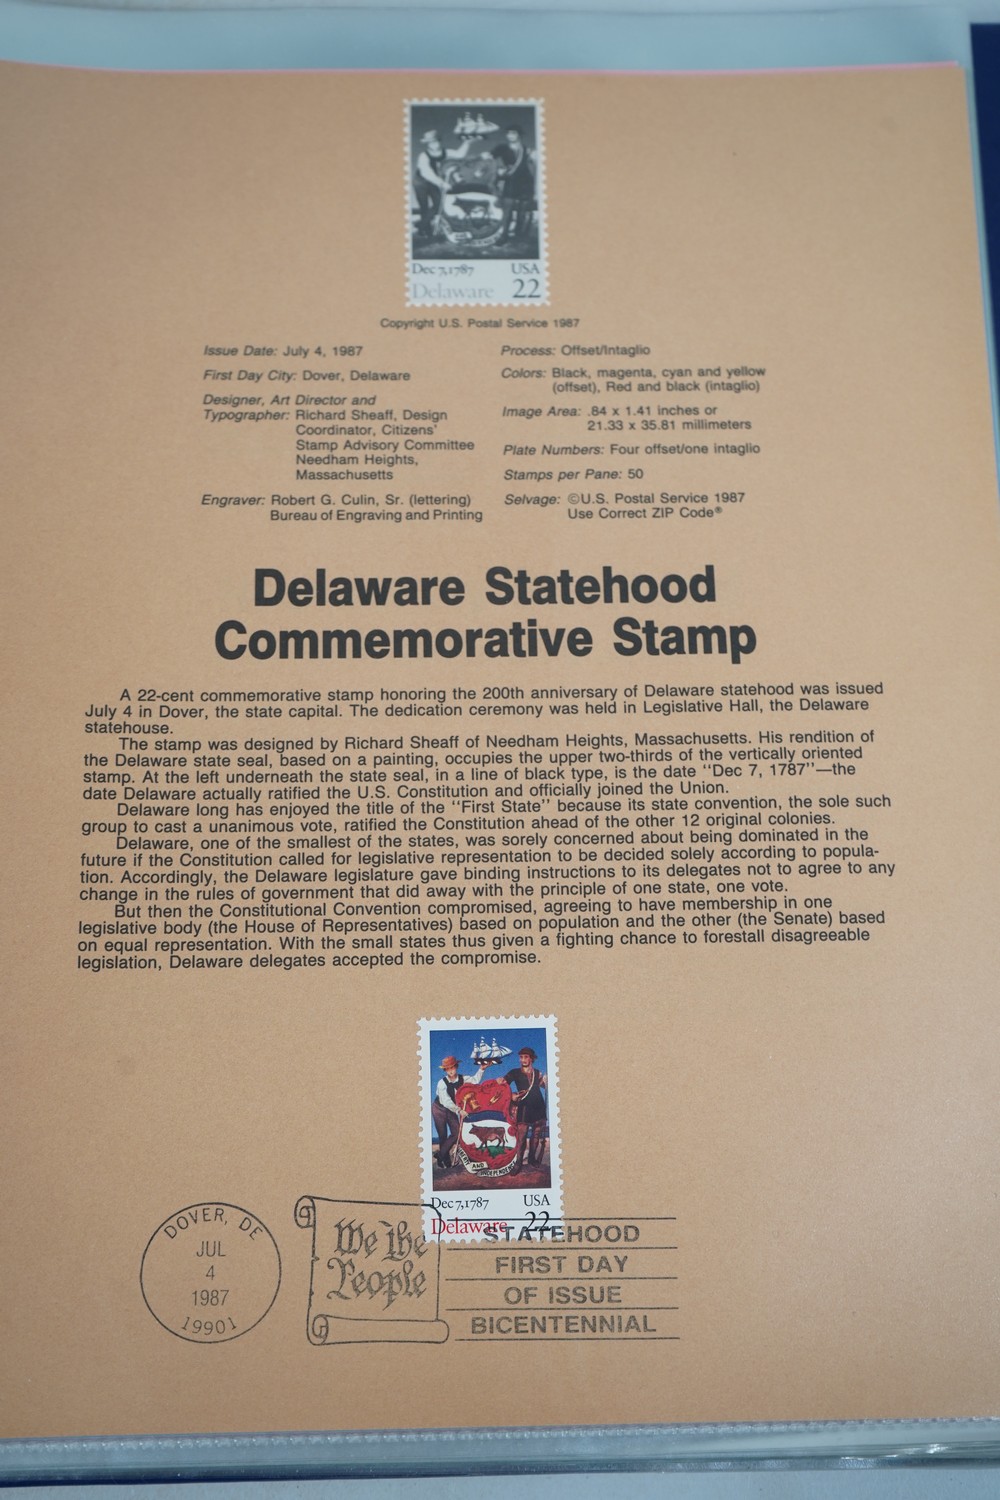 Dec 7, 1787 USA
Delaware 22
Copyright U.S. Postal Service 1987
Issue Date: July 4, 1987
First Day City: Dover, Delaware
Designer, Art Director and
Typographer: Richard Sheaff, Design
Coordinator, Citizens'
Stamp Advisory Committee
Needham Heights,
Massachusetts
Engraver: Robert G. Culin, Sr. (lettering)
Bureau of Engraving and Printing
Process: Offset/Intaglio
Colors: Black, magenta, cyan and yellow
(offset), Red and black (intaglio)
Image Area: .84 x 1.41 inches or
21.33 x 35.81 millimeters
Plate Numbers: Four offset/one intaglio
Stamps per Pane: 50
Selvage: ©U.S. Postal Service 1987
Use Correct ZIP Code®
Delaware Statehood
Commemorative Stamp
A 22-cent commemorative stamp honoring the 200th anniversary of Delaware statehood was issued
July 4 in Dover, the state capital. The dedication ceremony was held in Legislative Hall, the Delaware
statehouse.
The stamp was designed by Richard Sheaff of Needham Heights, Massachusetts. His rendition of
the Delaware state seal, based on a painting, occupies the upper two-thirds of the vertically oriented
stamp. At the left underneath the state seal, in a line of black type, is the date "Dec 7, 1787"—the
date Delaware actually ratified the U.S. Constitution and officially joined the Union.
Delaware long has enjoyed the title of the "First State" because its state convention, the sole such
group to cast a unanimous vote, ratified the Constitution ahead of the other 12 original colonies.
Delaware, one of the smallest of the states, was sorely concerned about being dominated in the
future if the Constitution called for legislative representation to be decided solely according to popula-
tion. Accordingly, the Delaware legislature gave binding instructions to its delegates not to agree to any
change in the rules of government that did away with the principle of one state, one vote.
But then the Constitutional Convention compromised, agreeing to have membership in one
legislative body (the House of Representatives) based on population and the other (the Senate) based
on equal representation. With the small states thus given a fighting chance to forestall disagreeable
legislation, Delaware delegates accepted the compromise.
AND INDEPENDENCE
Dec 7, 1787 USA
Delaware 22
DOVER, DE
JUL
4
1987
19901
We the
People
STATEHOOD
FIRST DAY
OF ISSUE
BICENTENNIAL